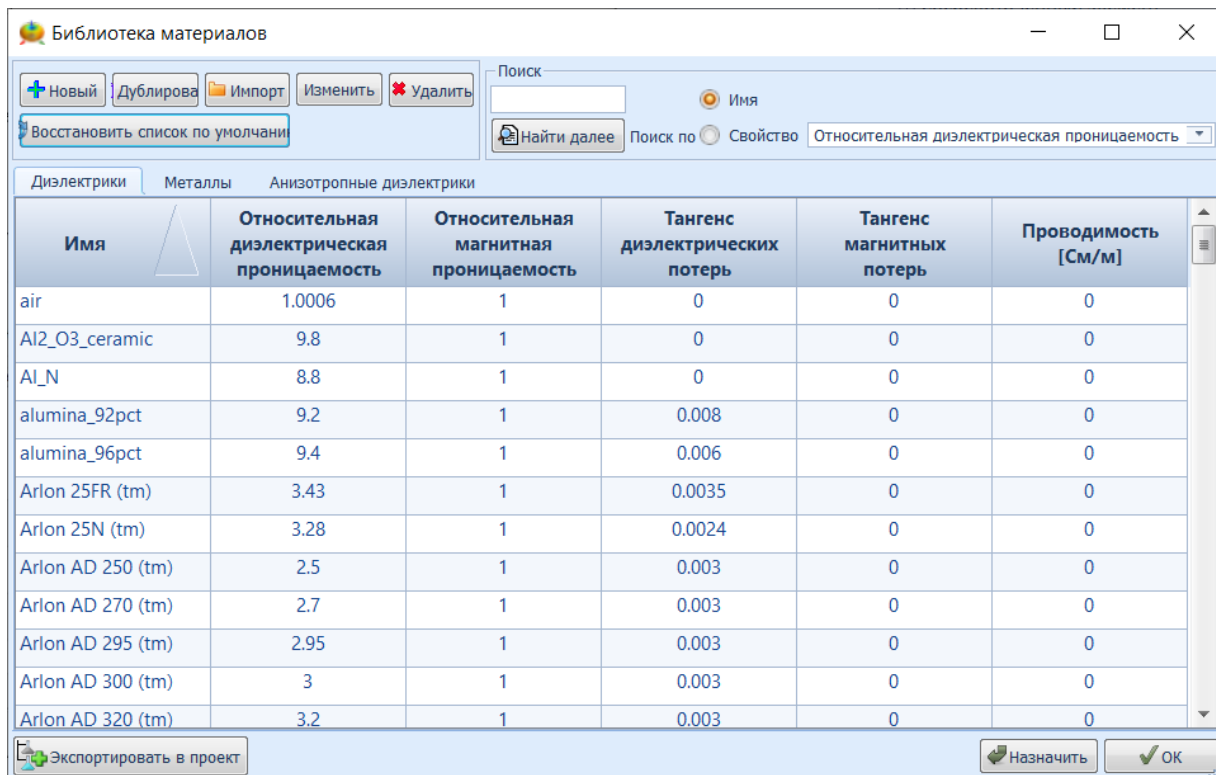 Библиотека материалов
Новый Дублирова Импорт Изменить Удалить
Восстановить список по умолчани
Поиск
Имя
Найти далее Поиск по Свойство Относительная диэлектрическая проницаемость
Диэлектрики Металлы Анизотропные диэлектрики
Имя Относительная диэлектрическая проницаемость Относительная магнитная проницаемость Тангенс диэлектрических потерь Тангенс магнитных потерь Проводимость [См/м]
air 1.0006 1 0 0 0
Al2_O3_ceramic 9.8 1 0 0 0
Al_N 8.8 1 0 0 0
alumina_92pct 9.2 1 0.008 0 0
alumina_96pct 9.4 1 0.006 0 0
Arlon 25FR (tm) 3.43 1 0.0035 0 0
Arlon 25N (tm) 3.28 1 0.0024 0 0
Arlon AD 250 (tm) 2.5 1 0.003 0 0
Arlon AD 270 (tm) 2.7 1 0.003 0 0
Arlon AD 295 (tm) 2.95 1 0.003 0 0
Arlon AD 300 (tm) 3 1 0.003 0 0
Arlon AD 320 (tm) 3.2 1 0.003 0 0
Экспортировать в проект Назначить OK